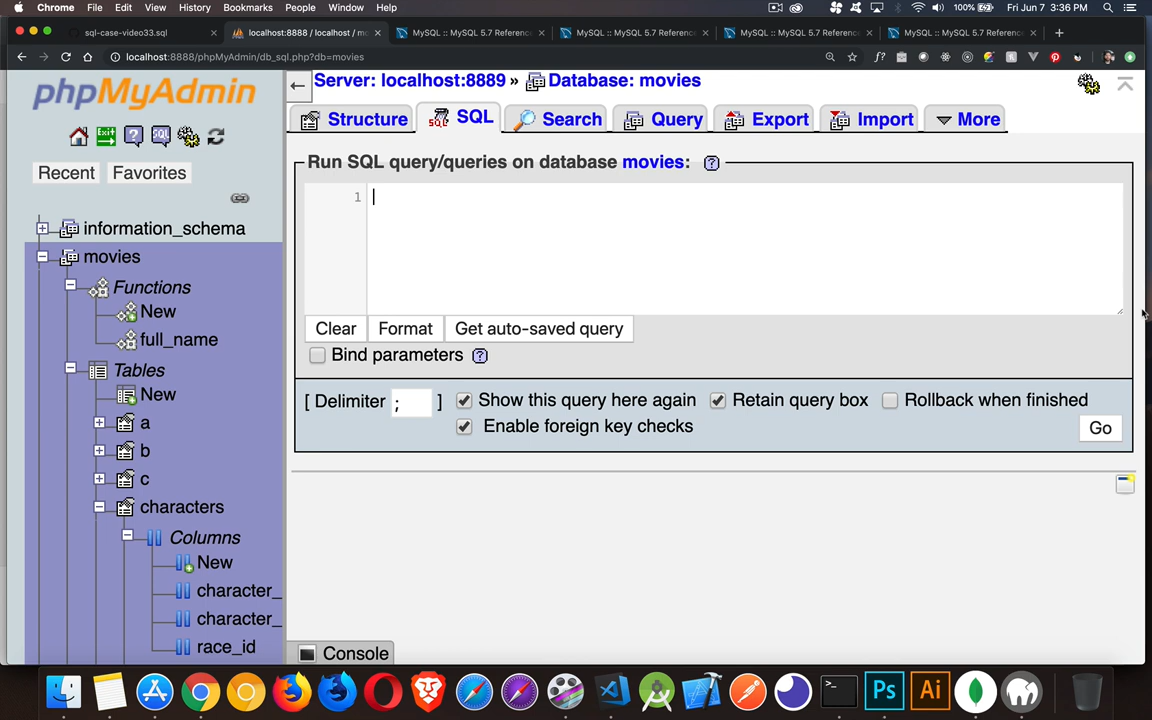 Chrome File Edit View History Bookmarks People Window Help 100% Fri Jun 7 3:36 PM
sql-case-video33.sql localhost:8888 / localhost / mo MySQL :: MySQL 5.7 Referenc MySQL :: MySQL 5.7 Referenc MySQL :: MySQL 5.7 Referenc MySQL :: MySQL 5.7 Referenc
localhost:8888/phpMyAdmin/db_sql.php?db=movies
phpMyAdmin
Server: localhost:8889 » Database: movies
Structure SQL Search Query Export Import More
Recent Favorites
Run SQL query/queries on database movies:
1
information_schema
movies
Functions
New
full_name
Tables
New
a
b
c
characters
Columns
New
character_
character_
race_id
Clear Format Get auto-saved query
Bind parameters
[ Delimiter ; ] Show this query here again Retain query box Rollback when finished
Enable foreign key checks
Go
Console
Ps Ai